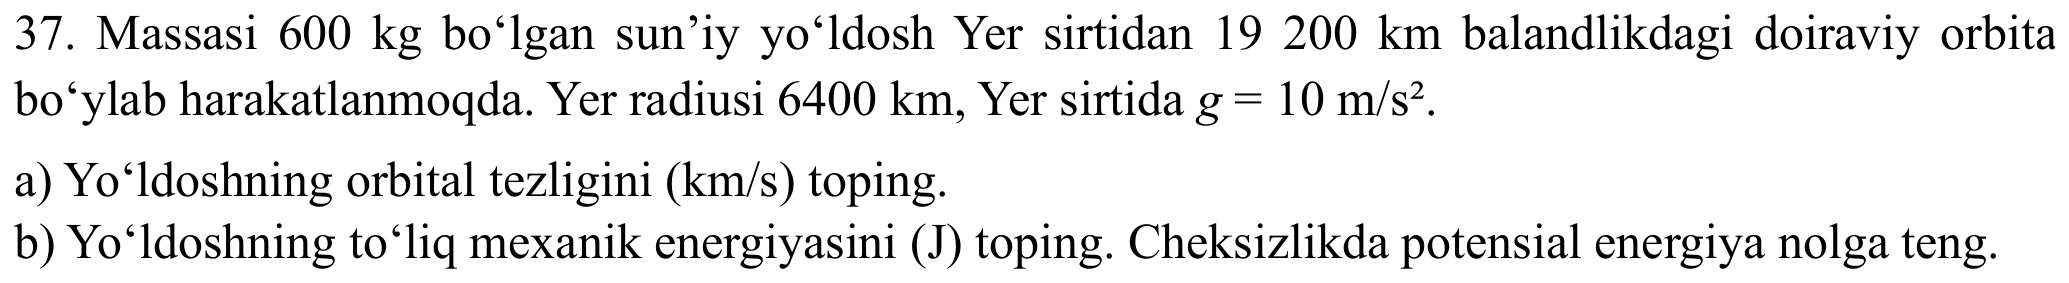 37. Massasi 600 kg bo‘lgan sun’iy yo‘ldosh Yer sirtidan 19 200 km balandlikdagi doiraviy orbita
bo‘ylab harakatlanmoqda. Yer radiusi 6400 km, Yer sirtida g = 10 m/s².
a) Yo‘ldoshning orbital tezligini (km/s) toping.
b) Yo‘ldoshning to‘liq mexanik energiyasini (J) toping. Cheksizlikda potensial energiya nolga teng.